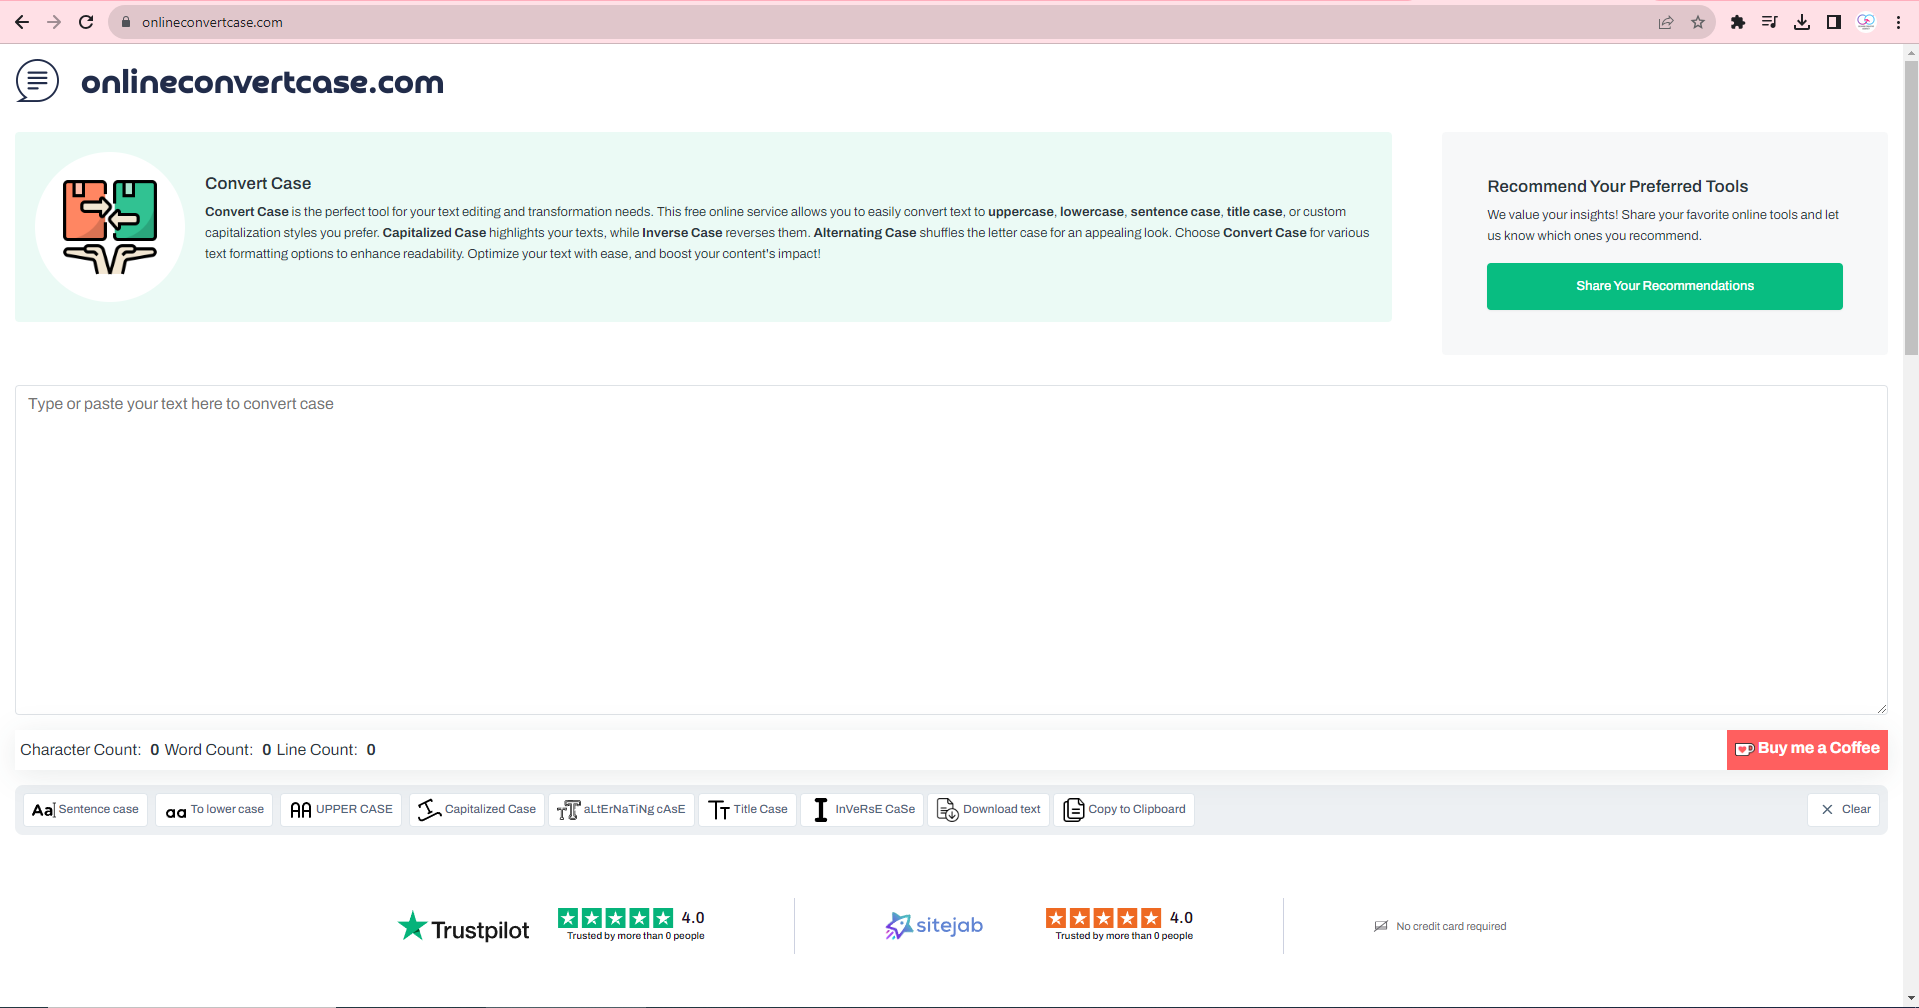 onlineconvertcase.com
onlineconvertcase.com
Convert Case
Convert Case is the perfect tool for your text editing and transformation needs. This free online service allows you to easily convert text to uppercase, lowercase, sentence case, title case, or custom
capitalization styles you prefer. Capitalized Case highlights your texts, while Inverse Case reverses them. Alternating Case shuffles the letter case for an appealing look. Choose Convert Case for various
text formatting options to enhance readability. Optimize your text with ease, and boost your content's impact!
Recommend Your Preferred Tools
We value your insights! Share your favorite online tools and let
us know which ones you recommend.
Share Your Recommendations
Type or paste your text here to convert case
Character Count: 0 Word Count: 0 Line Count: 0
Buy me a Coffee
Aa Sentence case
aa To lower case
AA UPPER CASE
Capitalized Case
TT aLtErNaTiNg cAsE
TT Title Case
I InVeRsE CaSe
Download text
Copy to Clipboard
Clear
Trustpilot
4.0
Trusted by more than 0 people
sitejab
4.0
Trusted by more than 0 people
No credit card required